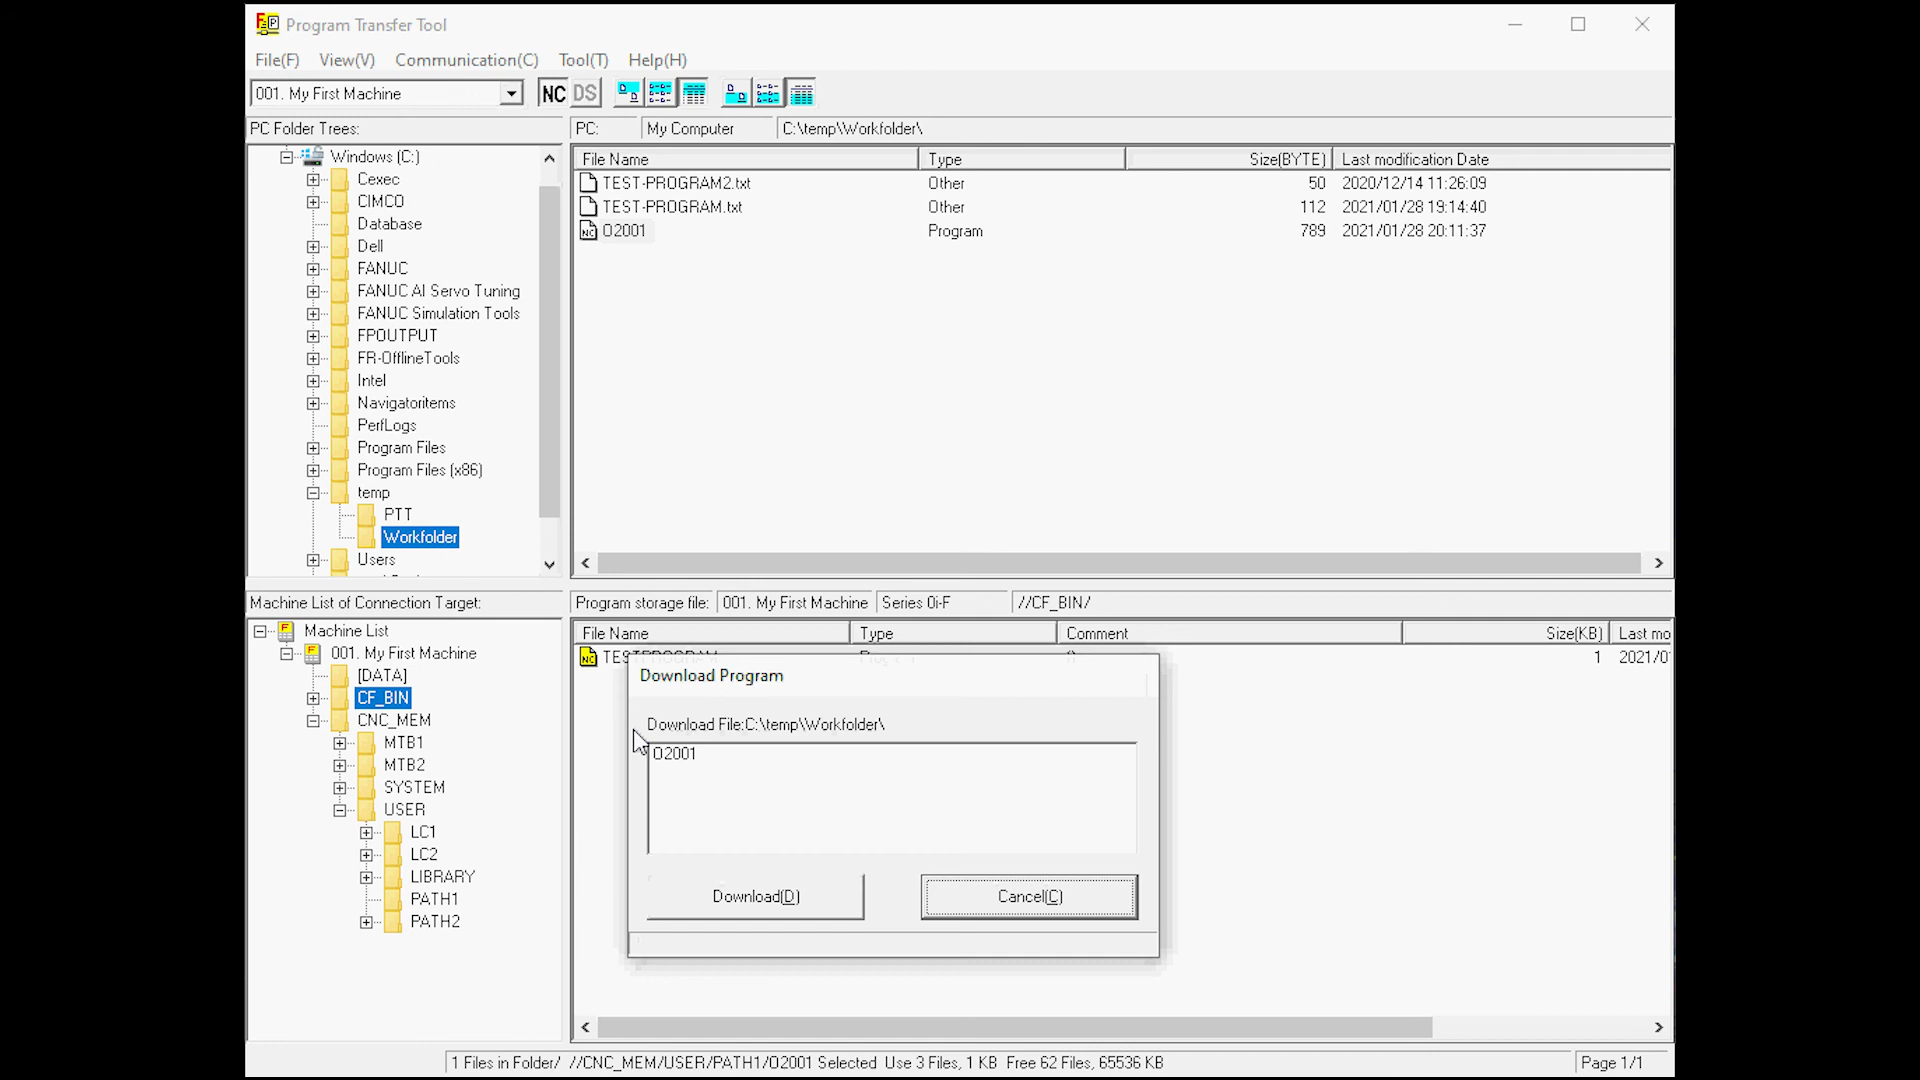 Program Transfer Tool
File(F) View(V) Communication(C) Tool(T) Help(H)
001. My First Machine NC DS
PC Folder Trees:
Windows (C:)
Cexec
CIMCO
Database
Dell
FANUC
FANUC AI Servo Tuning
FANUC Simulation Tools
FPOUTPUT
FR-OfflineTools
Intel
Navigatoritems
PerfLogs
Program Files
Program Files (x86)
temp
PTT
Workfolder
Users
PC: My Computer C:\temp\Workfolder\
File Name Type Size(BYTE) Last modification Date
TEST-PROGRAM2.txt Other 50 2020/12/14 11:26:09
TEST-PROGRAM.txt Other 112 2021/01/28 19:14:40
O2001 Program 789 2021/01/28 20:11:37
Machine List of Connection Target:
Machine List
001. My First Machine
[DATA]
CF_BIN
CNC_MEM
MTB1
MTB2
SYSTEM
USER
LC1
LC2
LIBRARY
PATH1
PATH2
Program storage file: 001. My First Machine Series 0i-F //CF_BIN/
File Name Type Comment Size(KB) Last mo
1 2021/0
Download Program
Download File:C:\temp\Workfolder\
O2001
Download(D) Cancel(C)
1 Files in Folder/ //CNC_MEM/USER/PATH1/O2001 Selected Use 3 Files, 1 KB Free 62 Files, 65536 KB Page 1/1